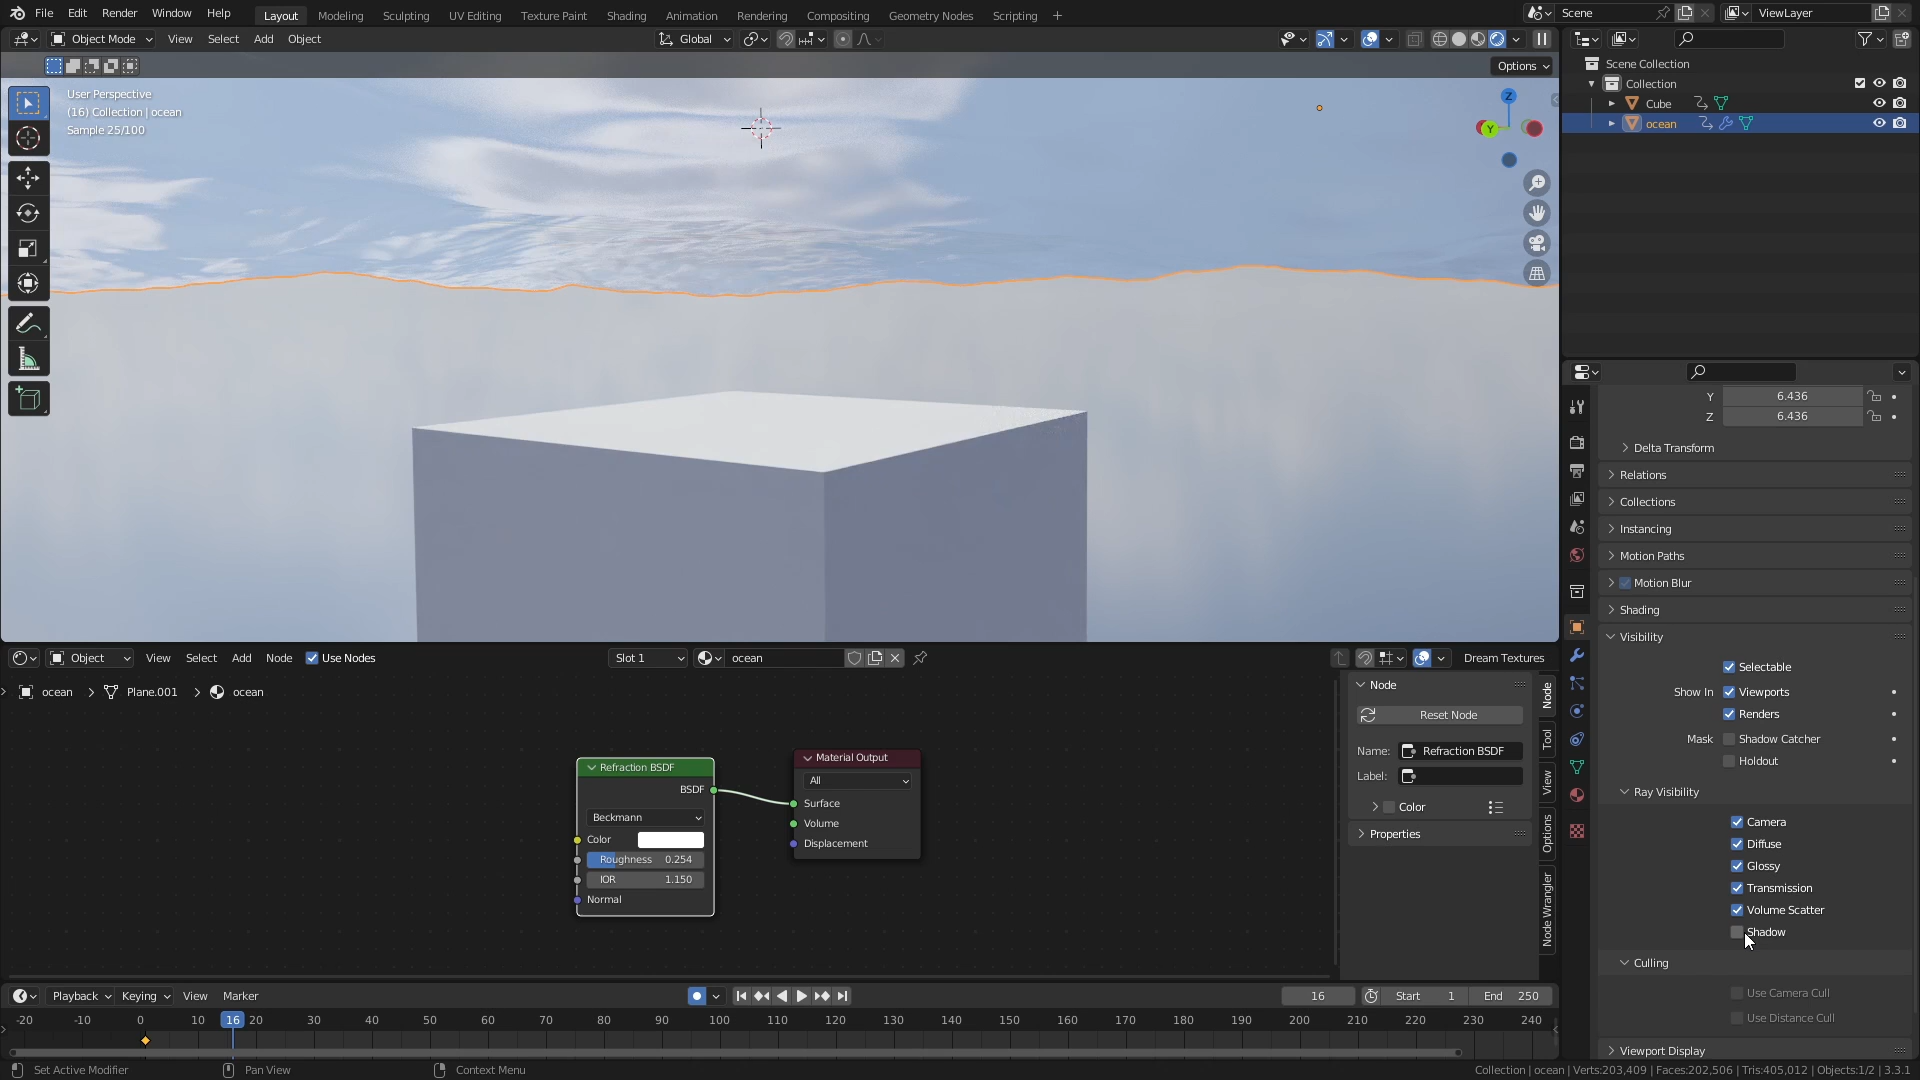 File Edit Render Window Help Layout Modeling Sculpting UV Editing Texture Paint Shading Animation Rendering Compositing Geometry Nodes Scripting + Scene ViewLayer
Object Mode View Select Add Object Global
Options
User Perspective
(16) Collection | ocean
Sample 25/100
Z
Y
Scene Collection
Collection
Cube
ocean
Y 6.436
Z 6.436
Delta Transform
Relations
Collections
Instancing
Motion Paths
Motion Blur
Shading
Visibility
Selectable
Show In Viewports
Renders
Mask Shadow Catcher
Holdout
Ray Visibility
Camera
Diffuse
Glossy
Transmission
Volume Scatter
Shadow
Culling
Use Camera Cull
Use Distance Cull
Viewport Display
Object View Select Add Node Use Nodes Slot 1 ocean Dream Textures
ocean > Plane.001 > ocean
Refraction BSDF
BSDF
Beckmann
Color
Roughness 0.254
IOR 1.150
Normal
Material Output
All
Surface
Volume
Displacement
Node
Reset Node
Name: Refraction BSDF
Label:
Color
Properties
Node
Tool
View
Options
Node Wrangler
Playback Keying View Marker 16 Start 1 End 250
-20 -10 0 10 16 20 30 40 50 60 70 80 90 100 110 120 130 140 150 160 170 180 190 200 210 220 230 240
Set Active Modifier Pan View Context Menu Collection | ocean | Verts:203,409 | Faces:202,506 | Tris:405,012 | Objects:1/2 | 3.3.1